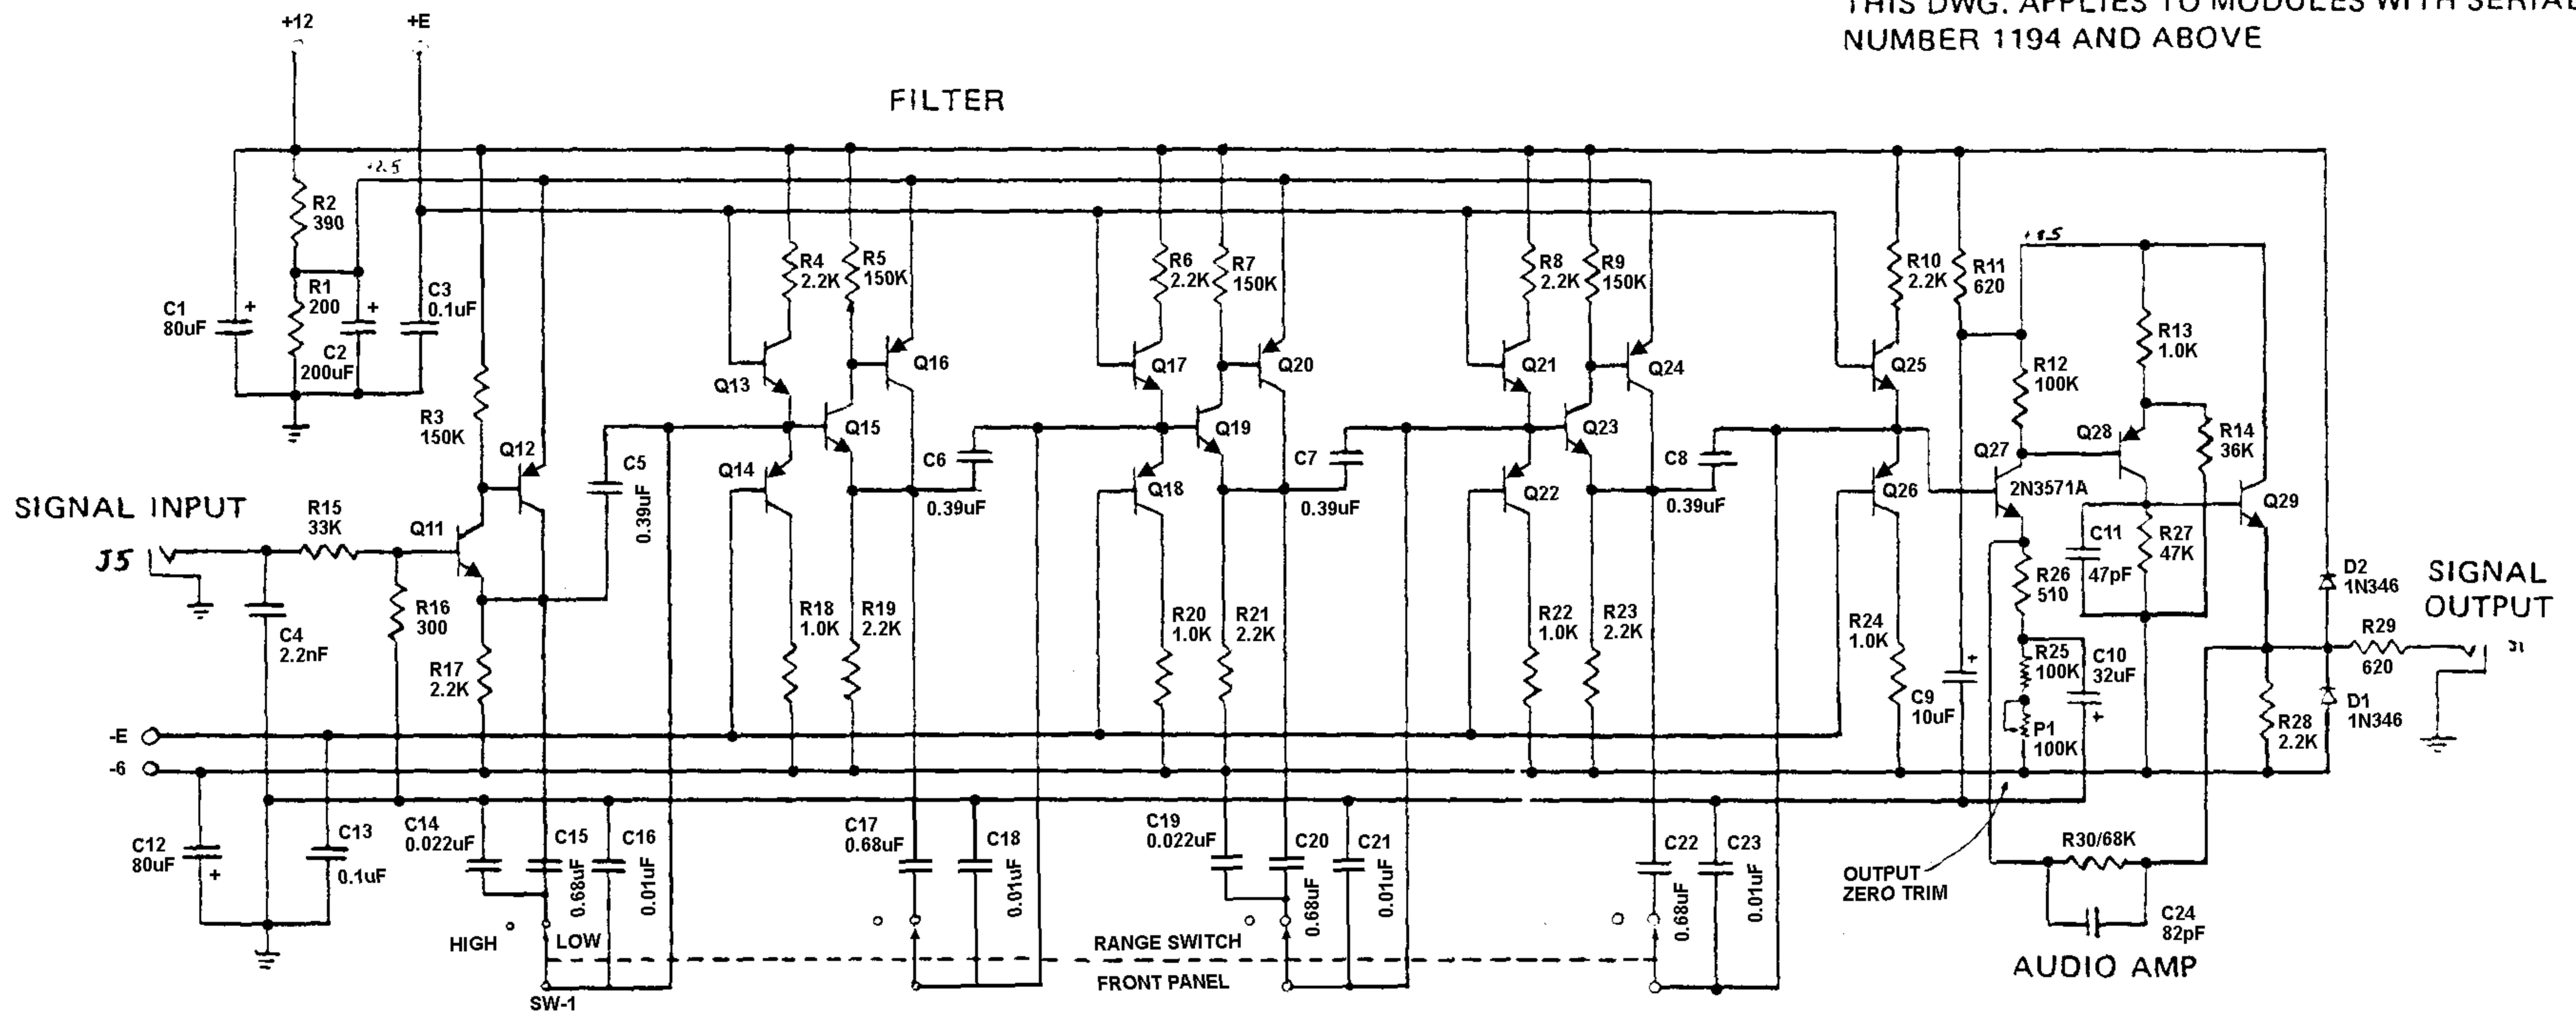 THIS DWG. APPLIES TO MODULES WITH SERIAL
NUMBER 1194 AND ABOVE
+12
+E
FILTER
+2.5
R2
390
R1
200
C1
80uF
+
+
C2
200uF
C3
0.1uF
R3
150K
R4
2.2K
R5
150K
R6
2.2K
R7
150K
R8
2.2K
R9
150K
R10
2.2K
R11
620
+8.5
R13
1.0K
R12
100K
R14
36K
Q12
Q13
Q16
Q15
Q14
C5
0.39uF
C6
0.39uF
Q17
Q20
Q19
Q18
C7
0.39uF
Q21
Q24
Q23
Q22
C8
0.39uF
Q25
Q26
Q27
2N3571A
Q28
Q29
SIGNAL INPUT
J5
R15
33K
Q11
R16
300
C4
2.2nF
R17
2.2K
R18
1.0K
R19
2.2K
R20
1.0K
R21
2.2K
R22
1.0K
R23
2.2K
R24
1.0K
C9
10uF
+
C11
47pF
R27
47K
R26
510
R25
100K
C10
32uF
+
P1
100K
D2
1N346
SIGNAL
OUTPUT
R29
620
J1
D1
1N346
R28
2.2K
-E
-6
C12
80uF
+
C13
0.1uF
C14
0.022uF
C15
0.68uF
C16
0.01uF
C17
0.68uF
C18
0.01uF
C19
0.022uF
C20
0.68uF
C21
0.01uF
C22
0.68uF
C23
0.01uF
HIGH
LOW
SW-1
RANGE SWITCH
FRONT PANEL
OUTPUT
ZERO TRIM
R30/68K
C24
82pF
AUDIO AMP